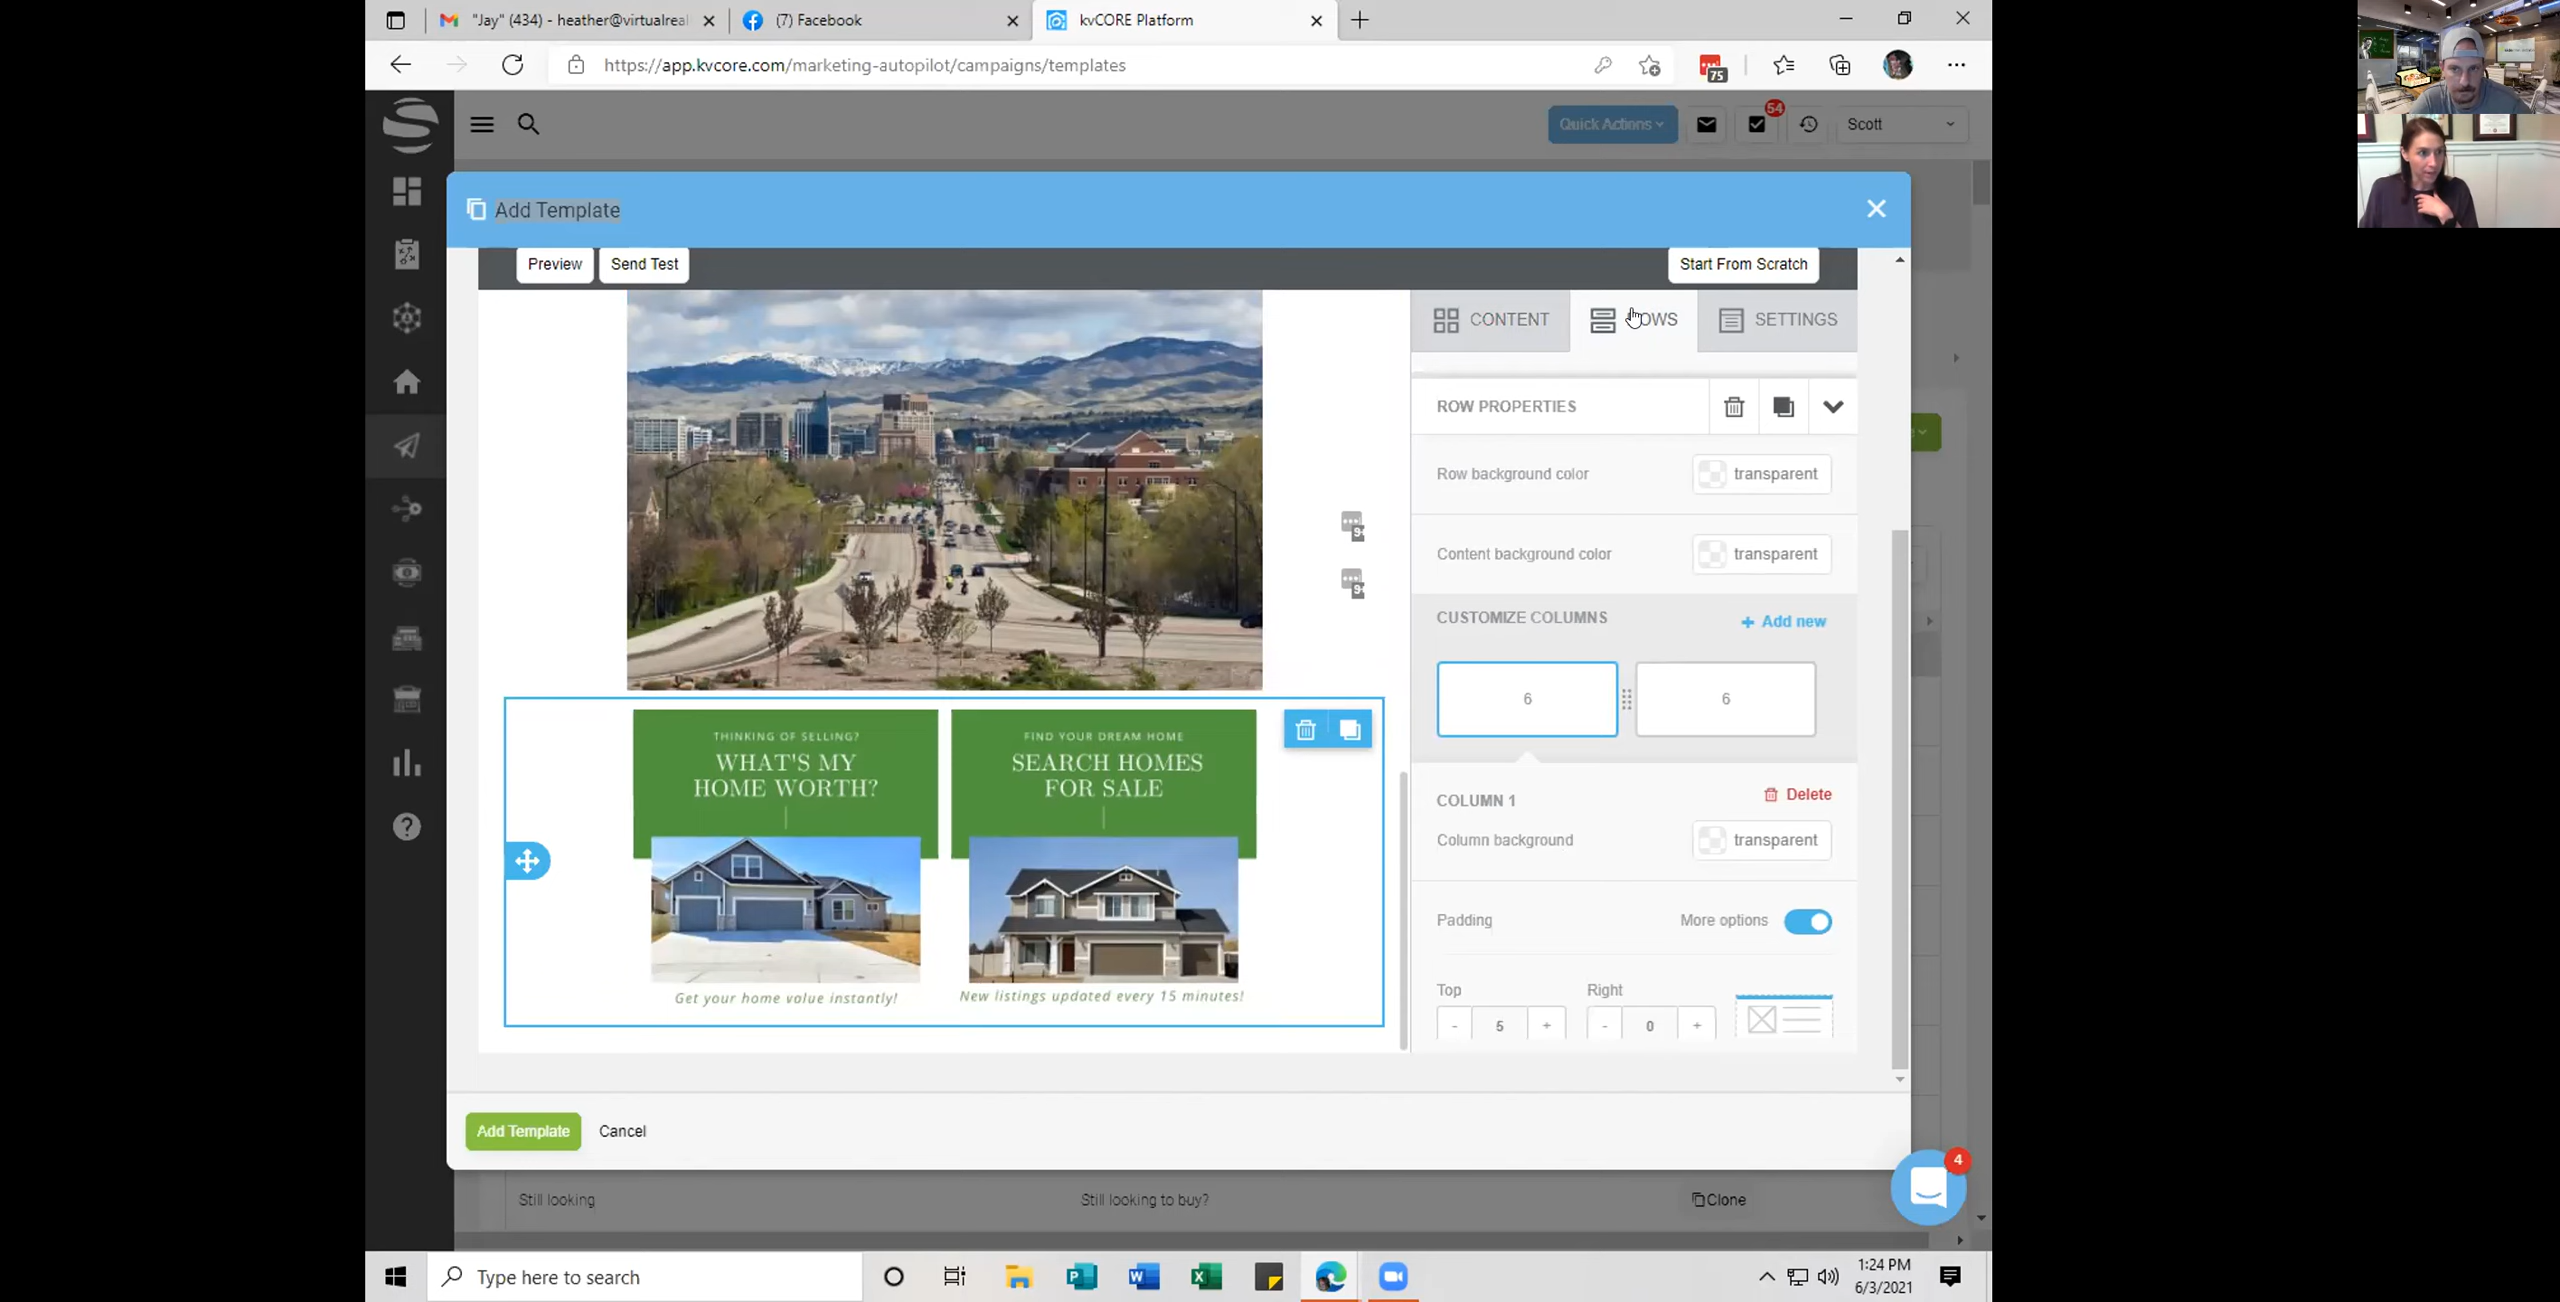 "Jay" (434) - heather@virtualreal
(7) Facebook
kvCORE Platform
https://app.kvcore.com/marketing-autopilot/campaigns/templates
75
Quick Actions
54
Scott
Add Template
Preview
Send Test
Start From Scratch
CONTENT
OWS
SETTINGS
ROW PROPERTIES
Row background color
transparent
Content background color
transparent
CUSTOMIZE COLUMNS
+ Add new
6
6
THINKING OF SELLING?
WHAT'S MY
HOME WORTH?
Get your home value instantly!
FIND YOUR DREAM HOME
SEARCH HOMES
FOR SALE
New listings updated every 15 minutes!
COLUMN 1
Delete
Column background
transparent
Padding
More options
Top
Right
- 5 +
- 0 +
Add Template
Cancel
4
Still looking
Still looking to buy?
Clone
Type here to search
1:24 PM
6/3/2021